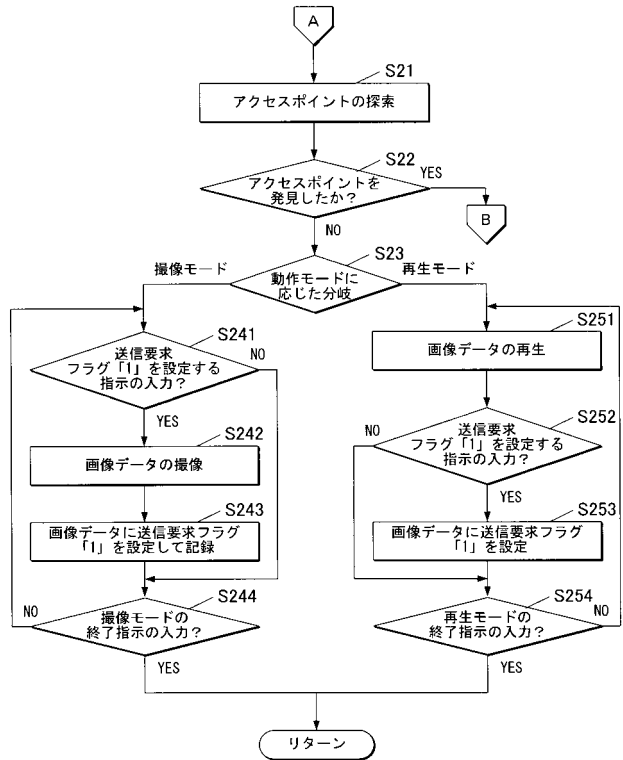 A
S21
アクセスポイントの探索
S22
アクセスポイントを
発見したか？
YES
B
NO
S23
撮像モード
動作モードに
応じた分岐
再生モード
S241
送信要求
フラグ「1」を設定する
指示の入力？
NO
YES
S242
画像データの撮像
S243
画像データに送信要求フラグ
「1」を設定して記録
S244
NO
撮像モードの
終了指示の入力？
YES
S251
画像データの再生
S252
NO
送信要求
フラグ「1」を設定する
指示の入力？
YES
S253
画像データに送信要求フラグ
「1」を設定
S254
再生モードの
終了指示の入力？
NO
YES
リターン